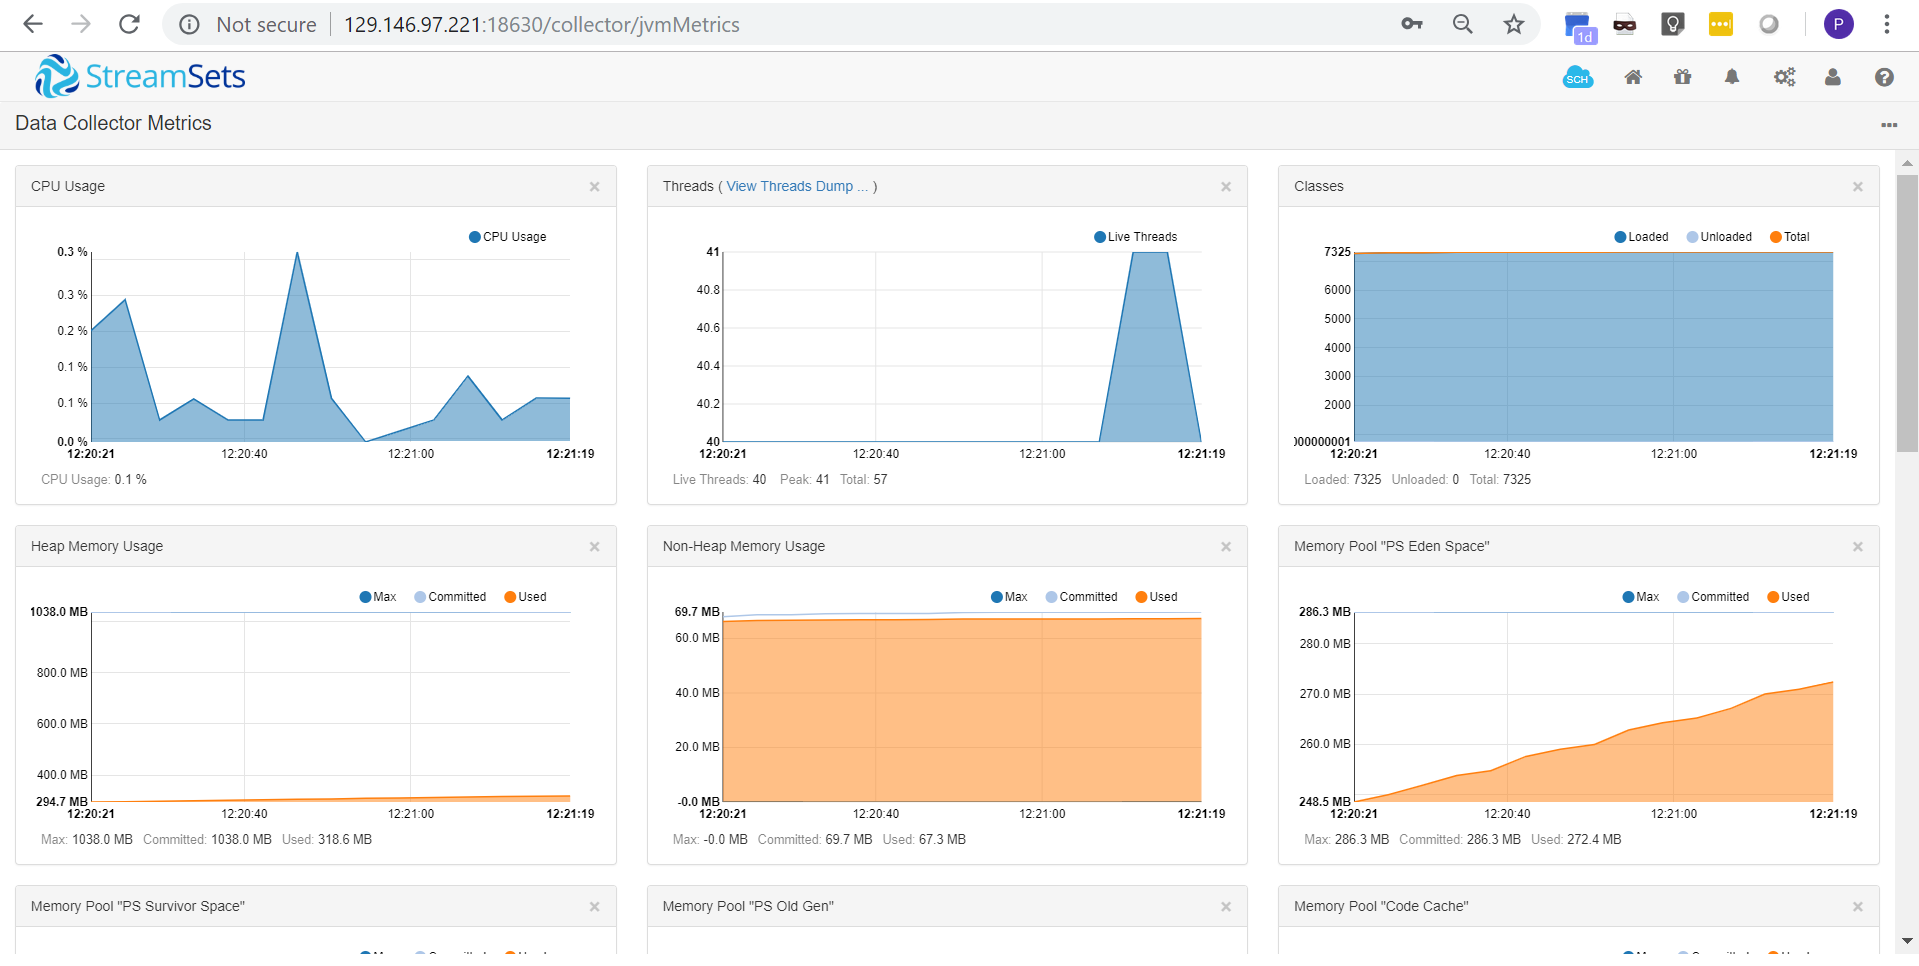 Not secure 129.146.97.221:18630/collector/jvmMetrics
1d
P
StreamSets
SCH
Data Collector Metrics
CPU Usage
CPU Usage
0.3 %
0.3 %
0.2 %
0.1 %
0.1 %
0.0 %
12:20:21 12:20:40 12:21:00 12:21:19
CPU Usage: 0.1 %
Threads ( View Threads Dump ... )
Live Threads
41
40.8
40.6
40.4
40.2
40
12:20:21 12:20:40 12:21:00 12:21:19
Live Threads: 40 Peak: 41 Total: 57
Classes
Loaded Unloaded Total
7325
6000
5000
4000
3000
2000
000000001
12:20:21 12:20:40 12:21:00 12:21:19
Loaded: 7325 Unloaded: 0 Total: 7325
Heap Memory Usage
Max Committed Used
1038.0 MB
800.0 MB
600.0 MB
400.0 MB
294.7 MB
12:20:21 12:20:40 12:21:00 12:21:19
Max: 1038.0 MB Committed: 1038.0 MB Used: 318.6 MB
Non-Heap Memory Usage
Max Committed Used
69.7 MB
60.0 MB
40.0 MB
20.0 MB
-0.0 MB
12:20:21 12:20:40 12:21:00 12:21:19
Max: -0.0 MB Committed: 69.7 MB Used: 67.3 MB
Memory Pool "PS Eden Space"
Max Committed Used
286.3 MB
280.0 MB
270.0 MB
260.0 MB
248.5 MB
12:20:21 12:20:40 12:21:00 12:21:19
Max: 286.3 MB Committed: 286.3 MB Used: 272.4 MB
Memory Pool "PS Survivor Space"
Memory Pool "PS Old Gen"
Memory Pool "Code Cache"